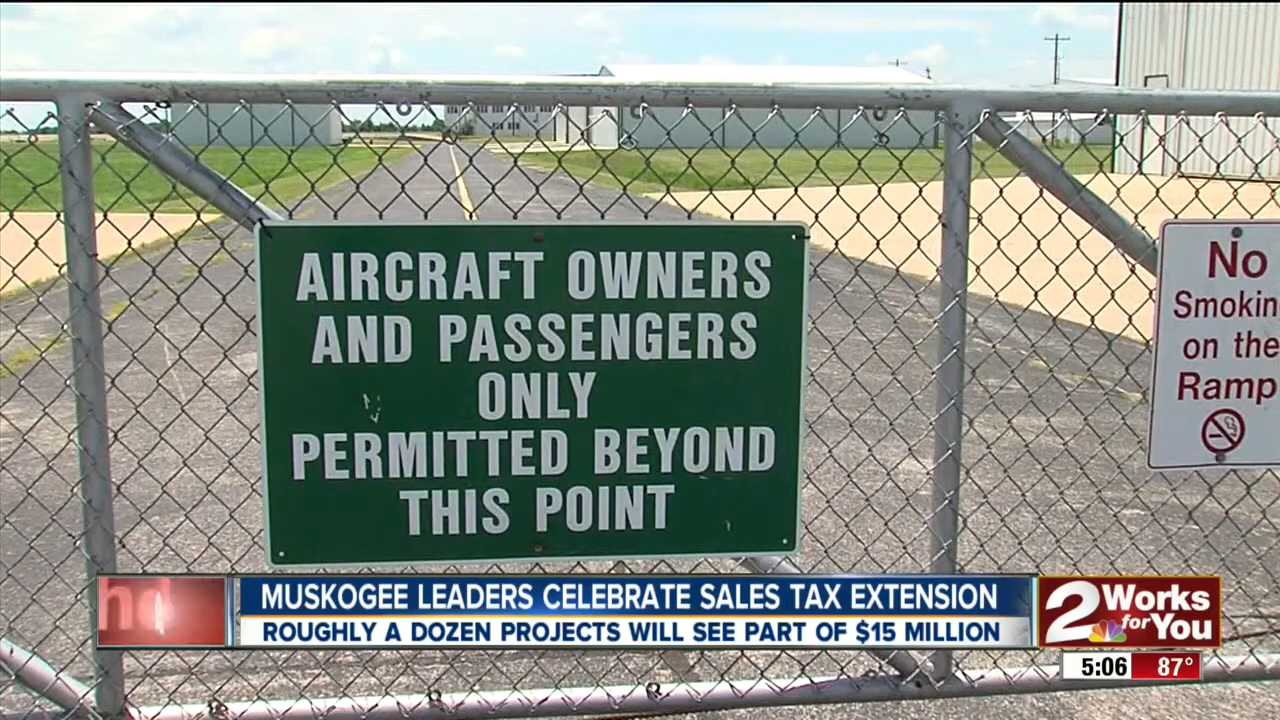 AIRCRAFT OWNERS
AND PASSENGERS
ONLY
PERMITTED BEYOND
THIS POINT
No
Smokin
on the
Ramp
MUSKOGEE LEADERS CELEBRATE SALES TAX EXTENSION
ROUGHLY A DOZEN PROJECTS WILL SEE PART OF $15 MILLION
2 Works for You
5:06 87°